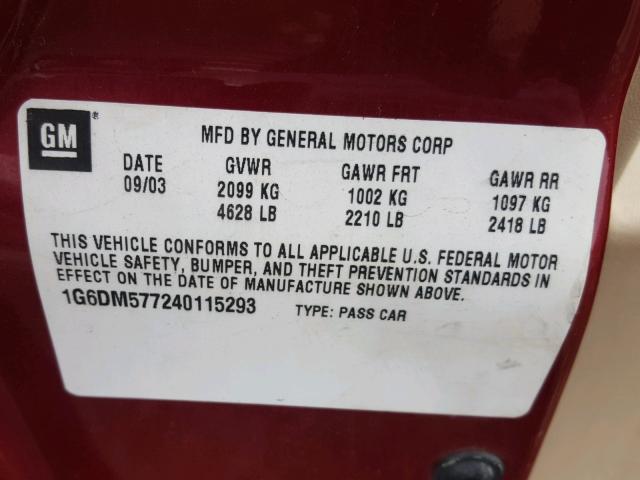 GM®
MFD BY GENERAL MOTORS CORP
DATE GVWR GAWR FRT GAWR RR
09/03 2099 KG 1002 KG 1097 KG
4628 LB 2210 LB 2418 LB
THIS VEHICLE CONFORMS TO ALL APPLICABLE U.S. FEDERAL MOTOR
VEHICLE SAFETY, BUMPER, AND THEFT PREVENTION STANDARDS IN
EFFECT ON THE DATE OF MANUFACTURE SHOWN ABOVE.
1G6DM577240115293 TYPE: PASS CAR